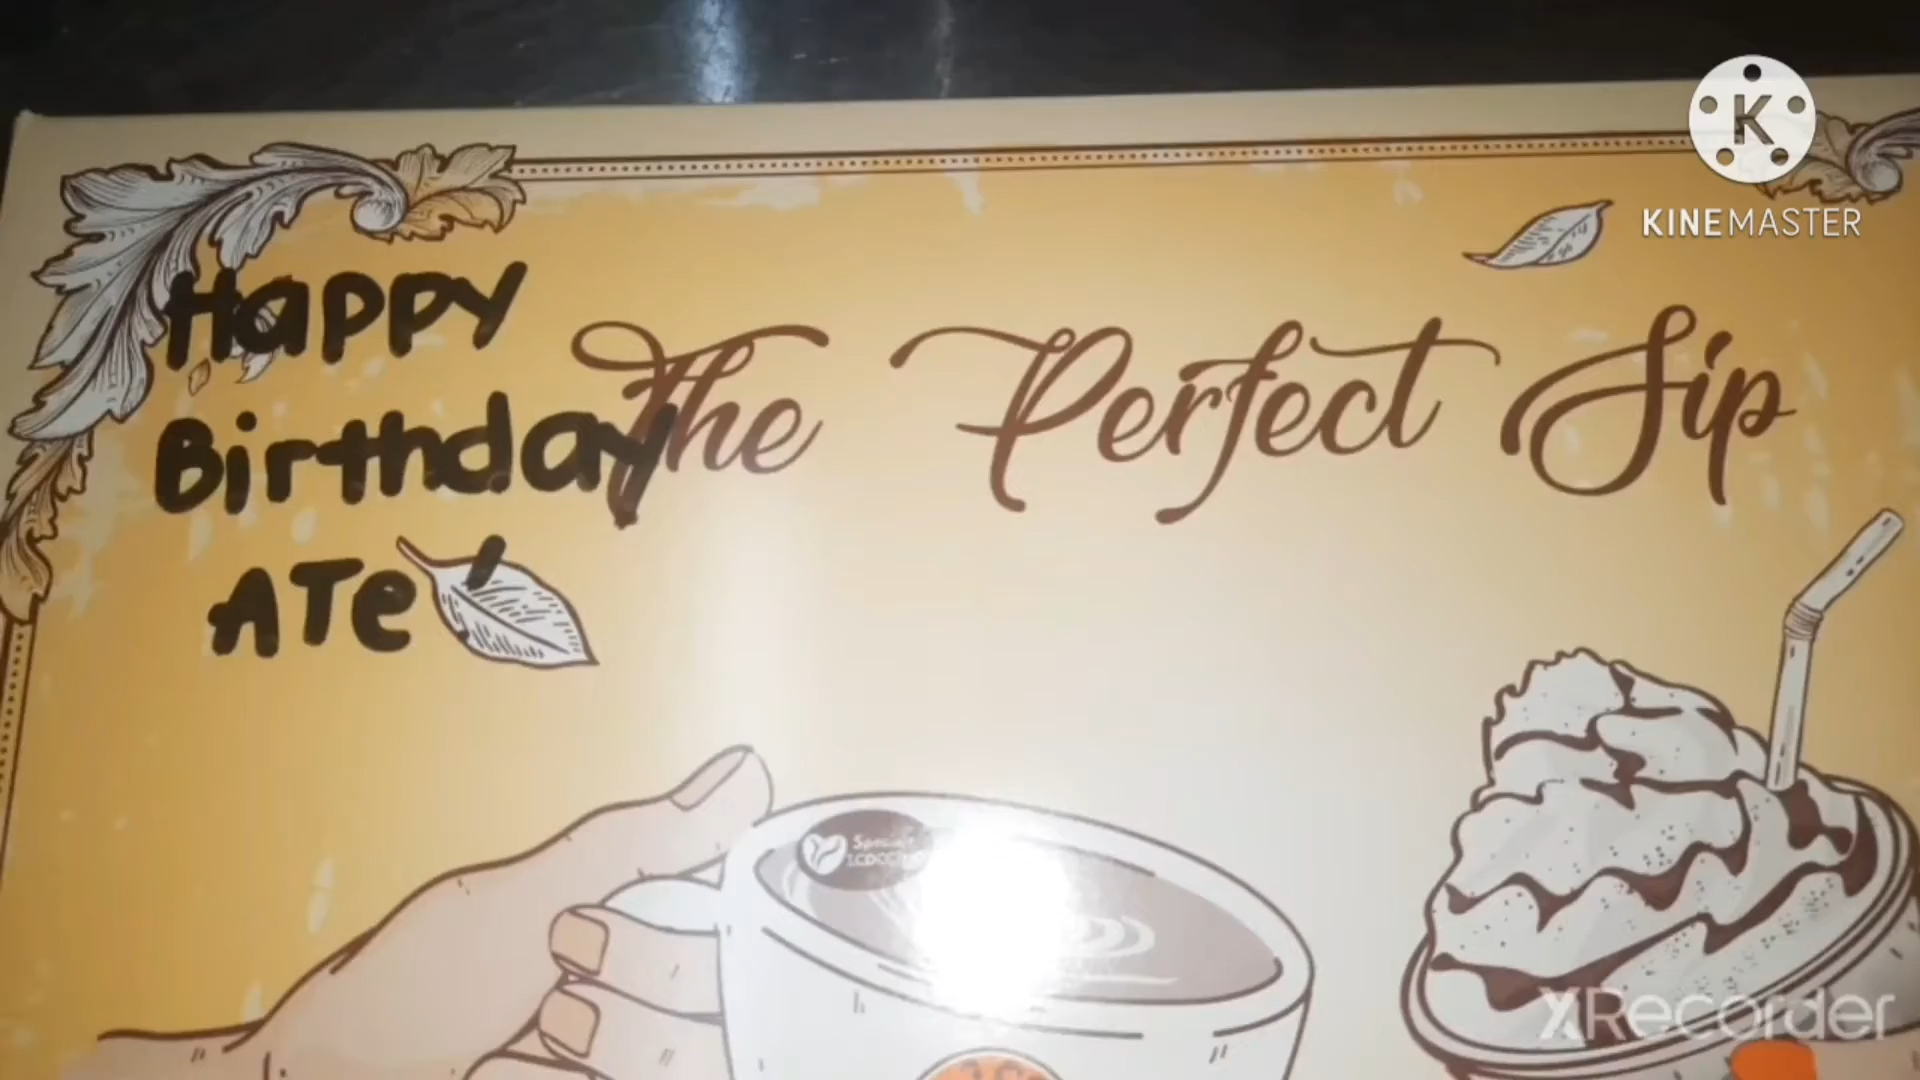 K
KINEMASTER
Happy
Birthday
ATe'
The Perfect Sip
XRecorder